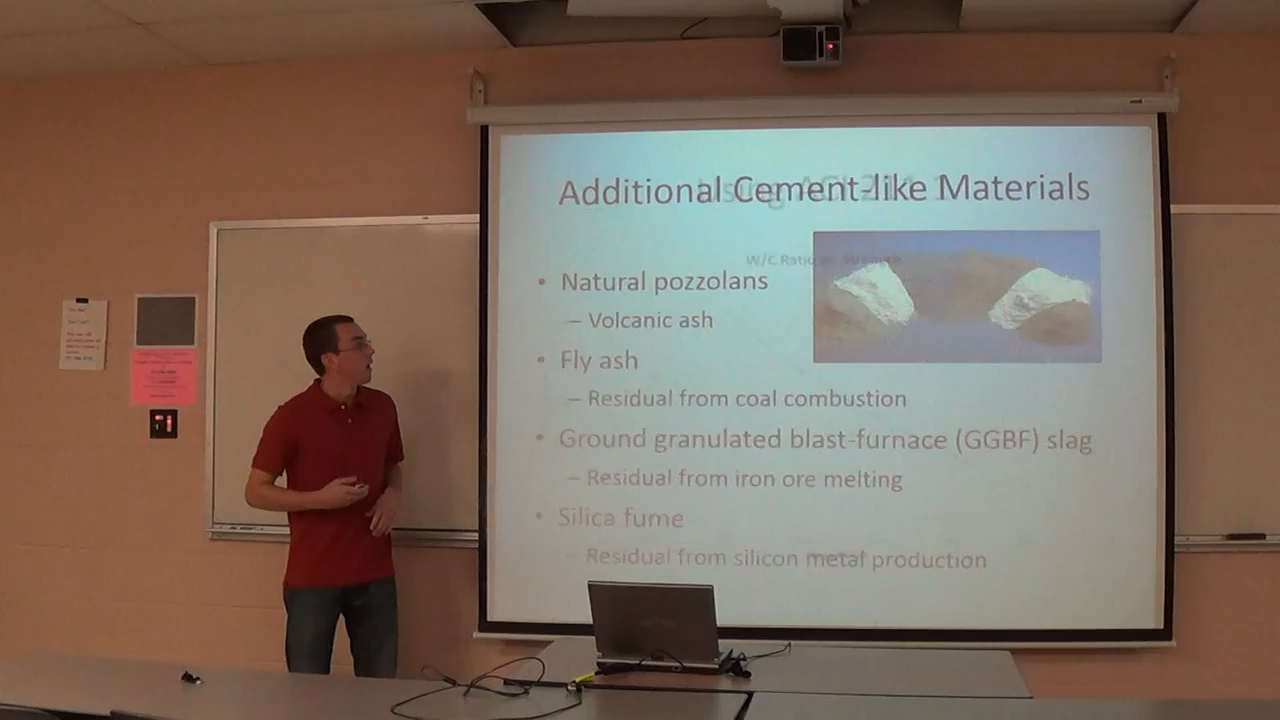 Additional Cement-like Materials
W/C Ratio
• Natural pozzolans
– Volcanic ash
• Fly ash
– Residual from coal combustion
• Ground granulated blast-furnace (GGBF) slag
– Residual from iron ore melting
• Silica fume
– Residual from silicon metal production